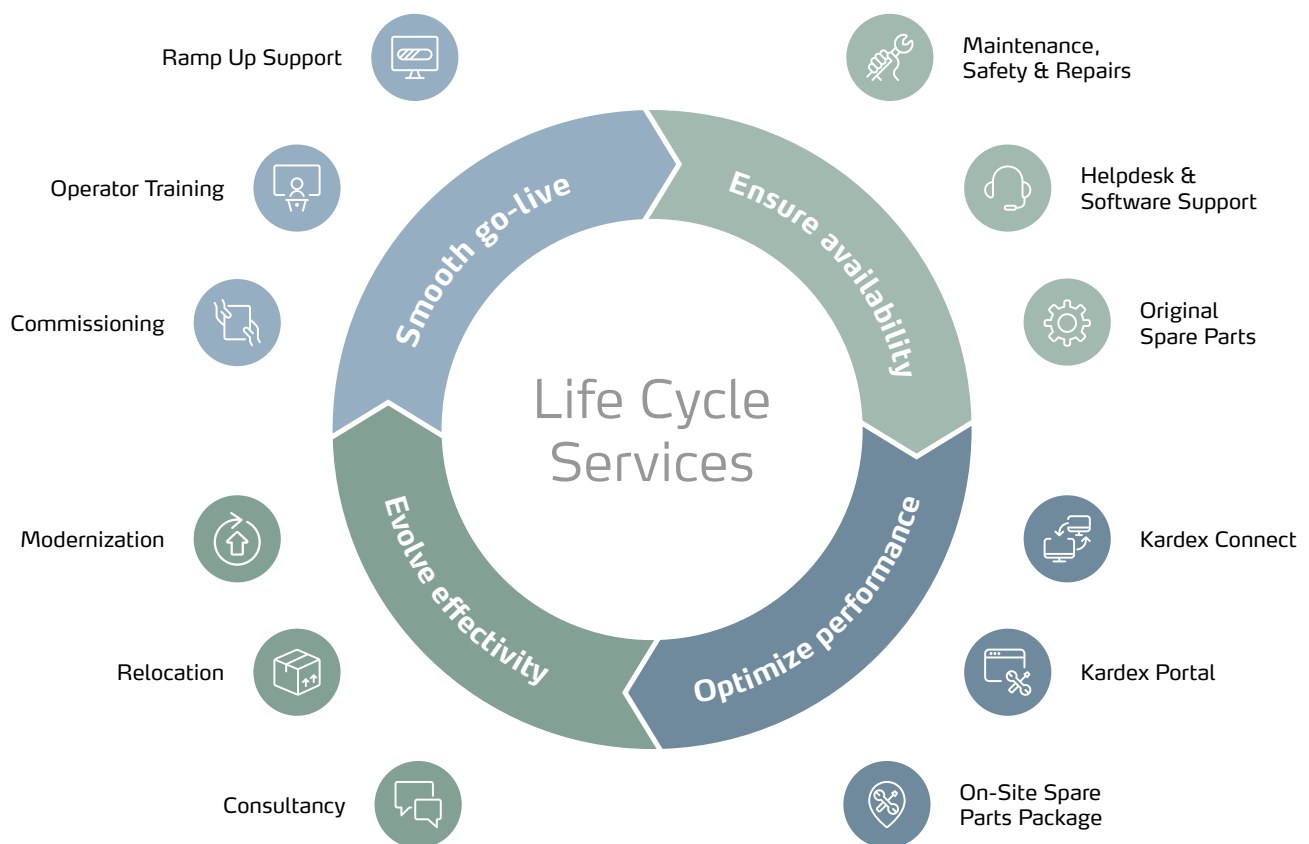 Ramp Up Support
Operator Training
Commissioning
Smooth go-live
Maintenance,
Safety & Repairs
Helpdesk &
Software Support
Original
Spare Parts
Ensure availability
Life Cycle
Services
Modernization
Relocation
Consultancy
Evolve effectivity
Kardex Connect
Kardex Portal
On-Site Spare
Parts Package
Optimize performance